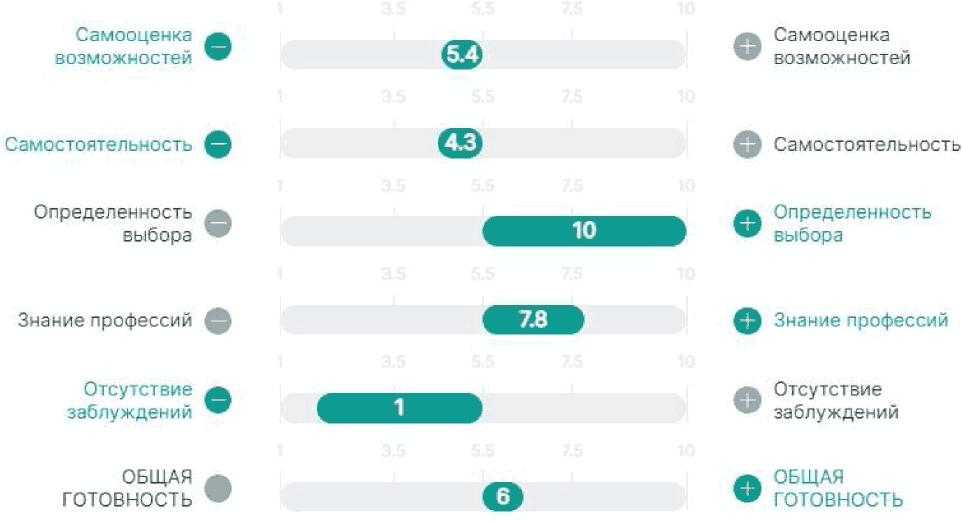 1 3.5 5.5 7.5 10
Самооценка
возможностей
5.4
Самооценка
возможностей
1 3.5 5.5 7.5 10
Самостоятельность
4.3
Самостоятельность
1 3.5 5.5 7.5 10
Определенность
выбора
10
Определенность
выбора
1 3.5 5.5 7.5 10
Знание профессий
7.8
Знание профессий
1 3.5 5.5 7.5 10
Отсутствие
заблуждений
1
Отсутствие
заблуждений
1 3.5 5.5 7.5 10
ОБЩАЯ
ГОТОВНОСТЬ
6
ОБЩАЯ
ГОТОВНОСТЬ